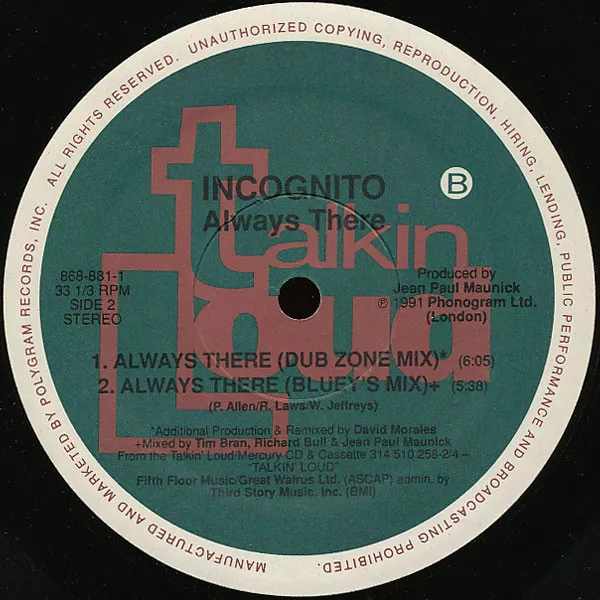 MANUFACTURED AND MARKETED BY POLYGRAM RECORDS, INC. ALL RIGHTS RESERVED. UNAUTHORIZED COPYING, REPRODUCTION, HIRING, LENDING, PUBLIC PERFORMANCE AND BROADCASTING PROHIBITED.
talkin
loud
INCOGNITO
Always There
B
868-881-1
33 1/3 RPM
SIDE 2
STEREO
Produced by
Jean Paul Maunick
℗ 1991 Phonogram Ltd.
(London)
1. ALWAYS THERE (DUB ZONE MIX)* (6:05)
2. ALWAYS THERE (BLUEY'S MIX)+ (5:38)
(P. Allen/R. Laws/W. Jeffreys)
*Additional Production & Remixed by David Morales
+Mixed by Tim Bran, Richard Bull & Jean Paul Maunick
From the Talkin' Loud/Mercury CD & Cassette 314 510 258-2/4 –
"TALKIN' LOUD"
Fifth Floor Music/Great Walrus Ltd. (ASCAP) admin. by
Third Story Music, Inc. (BMI)